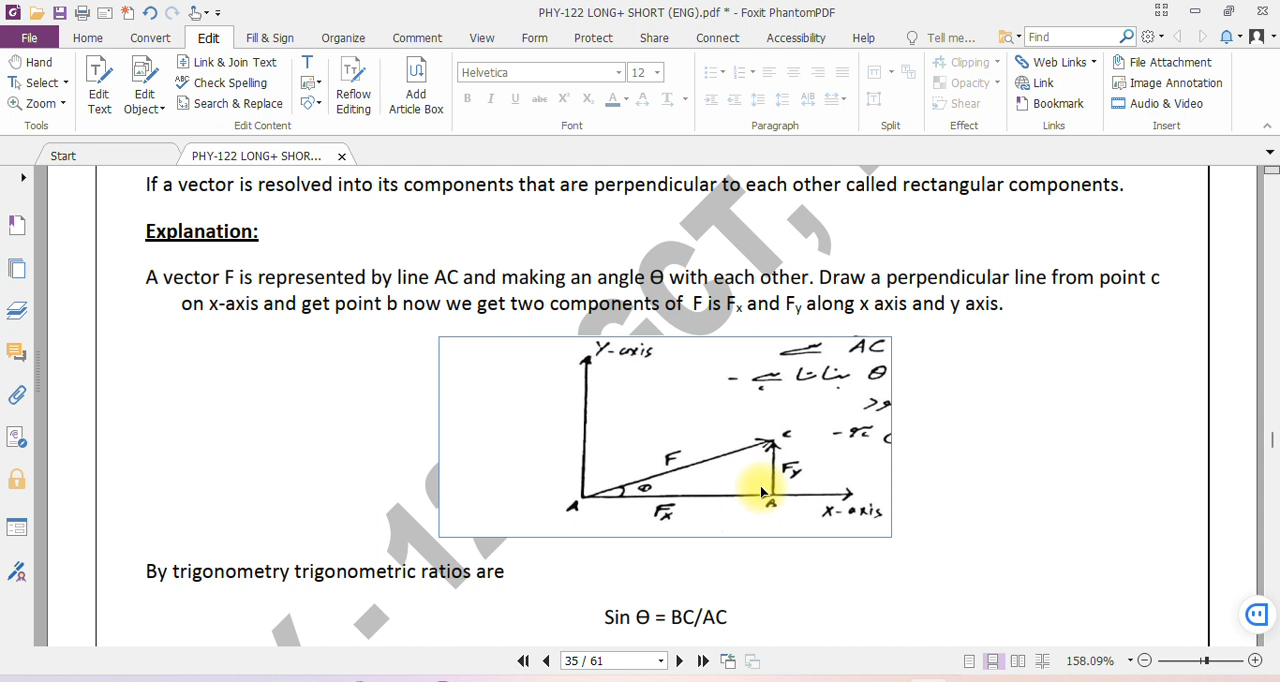 PHY-122 LONG+ SHORT (ENG).pdf * - Foxit PhantomPDF
File Home Convert Edit Fill & Sign Organize Comment View Form Protect Share Connect Accessibility Help Tell me... Find
Hand
Select
Zoom
Tools
Edit Text
Edit Object
Link & Join Text
Check Spelling
Search & Replace
Edit Content
Reflow Editing
Add Article Box
Helvetica 12
B I U abc X² X₂ A
Font
Paragraph
Split
Clipping
Opacity
Shear
Effect
Web Links
Link
Bookmark
Links
File Attachment
Image Annotation
Audio & Video
Insert
Start PHY-122 LONG+ SHOR...
If a vector is resolved into its components that are perpendicular to each other called rectangular components.
Explanation:
A vector F is represented by line AC and making an angle Θ with each other. Draw a perpendicular line from point c
on x-axis and get point b now we get two components of F is Fx and Fy along x axis and y axis.
Y-axis
AC سے
θ بناتا ہے -
C
F
Fy
θ
A
Fx
B
X-axis
By trigonometry trigonometric ratios are
Sin Θ = BC/AC
35 / 61
158.09%